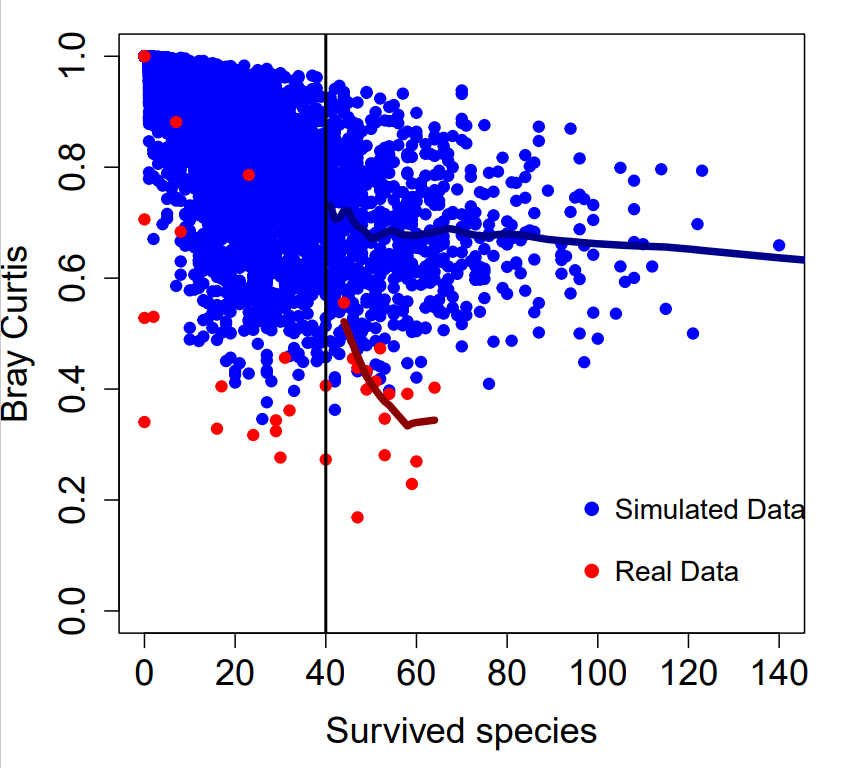 Bray Curtis
1.0
0.8
0.6
0.4
0.2
0.0
Simulated Data
Real Data
0 20 40 60 80 100 120 140
Survived species